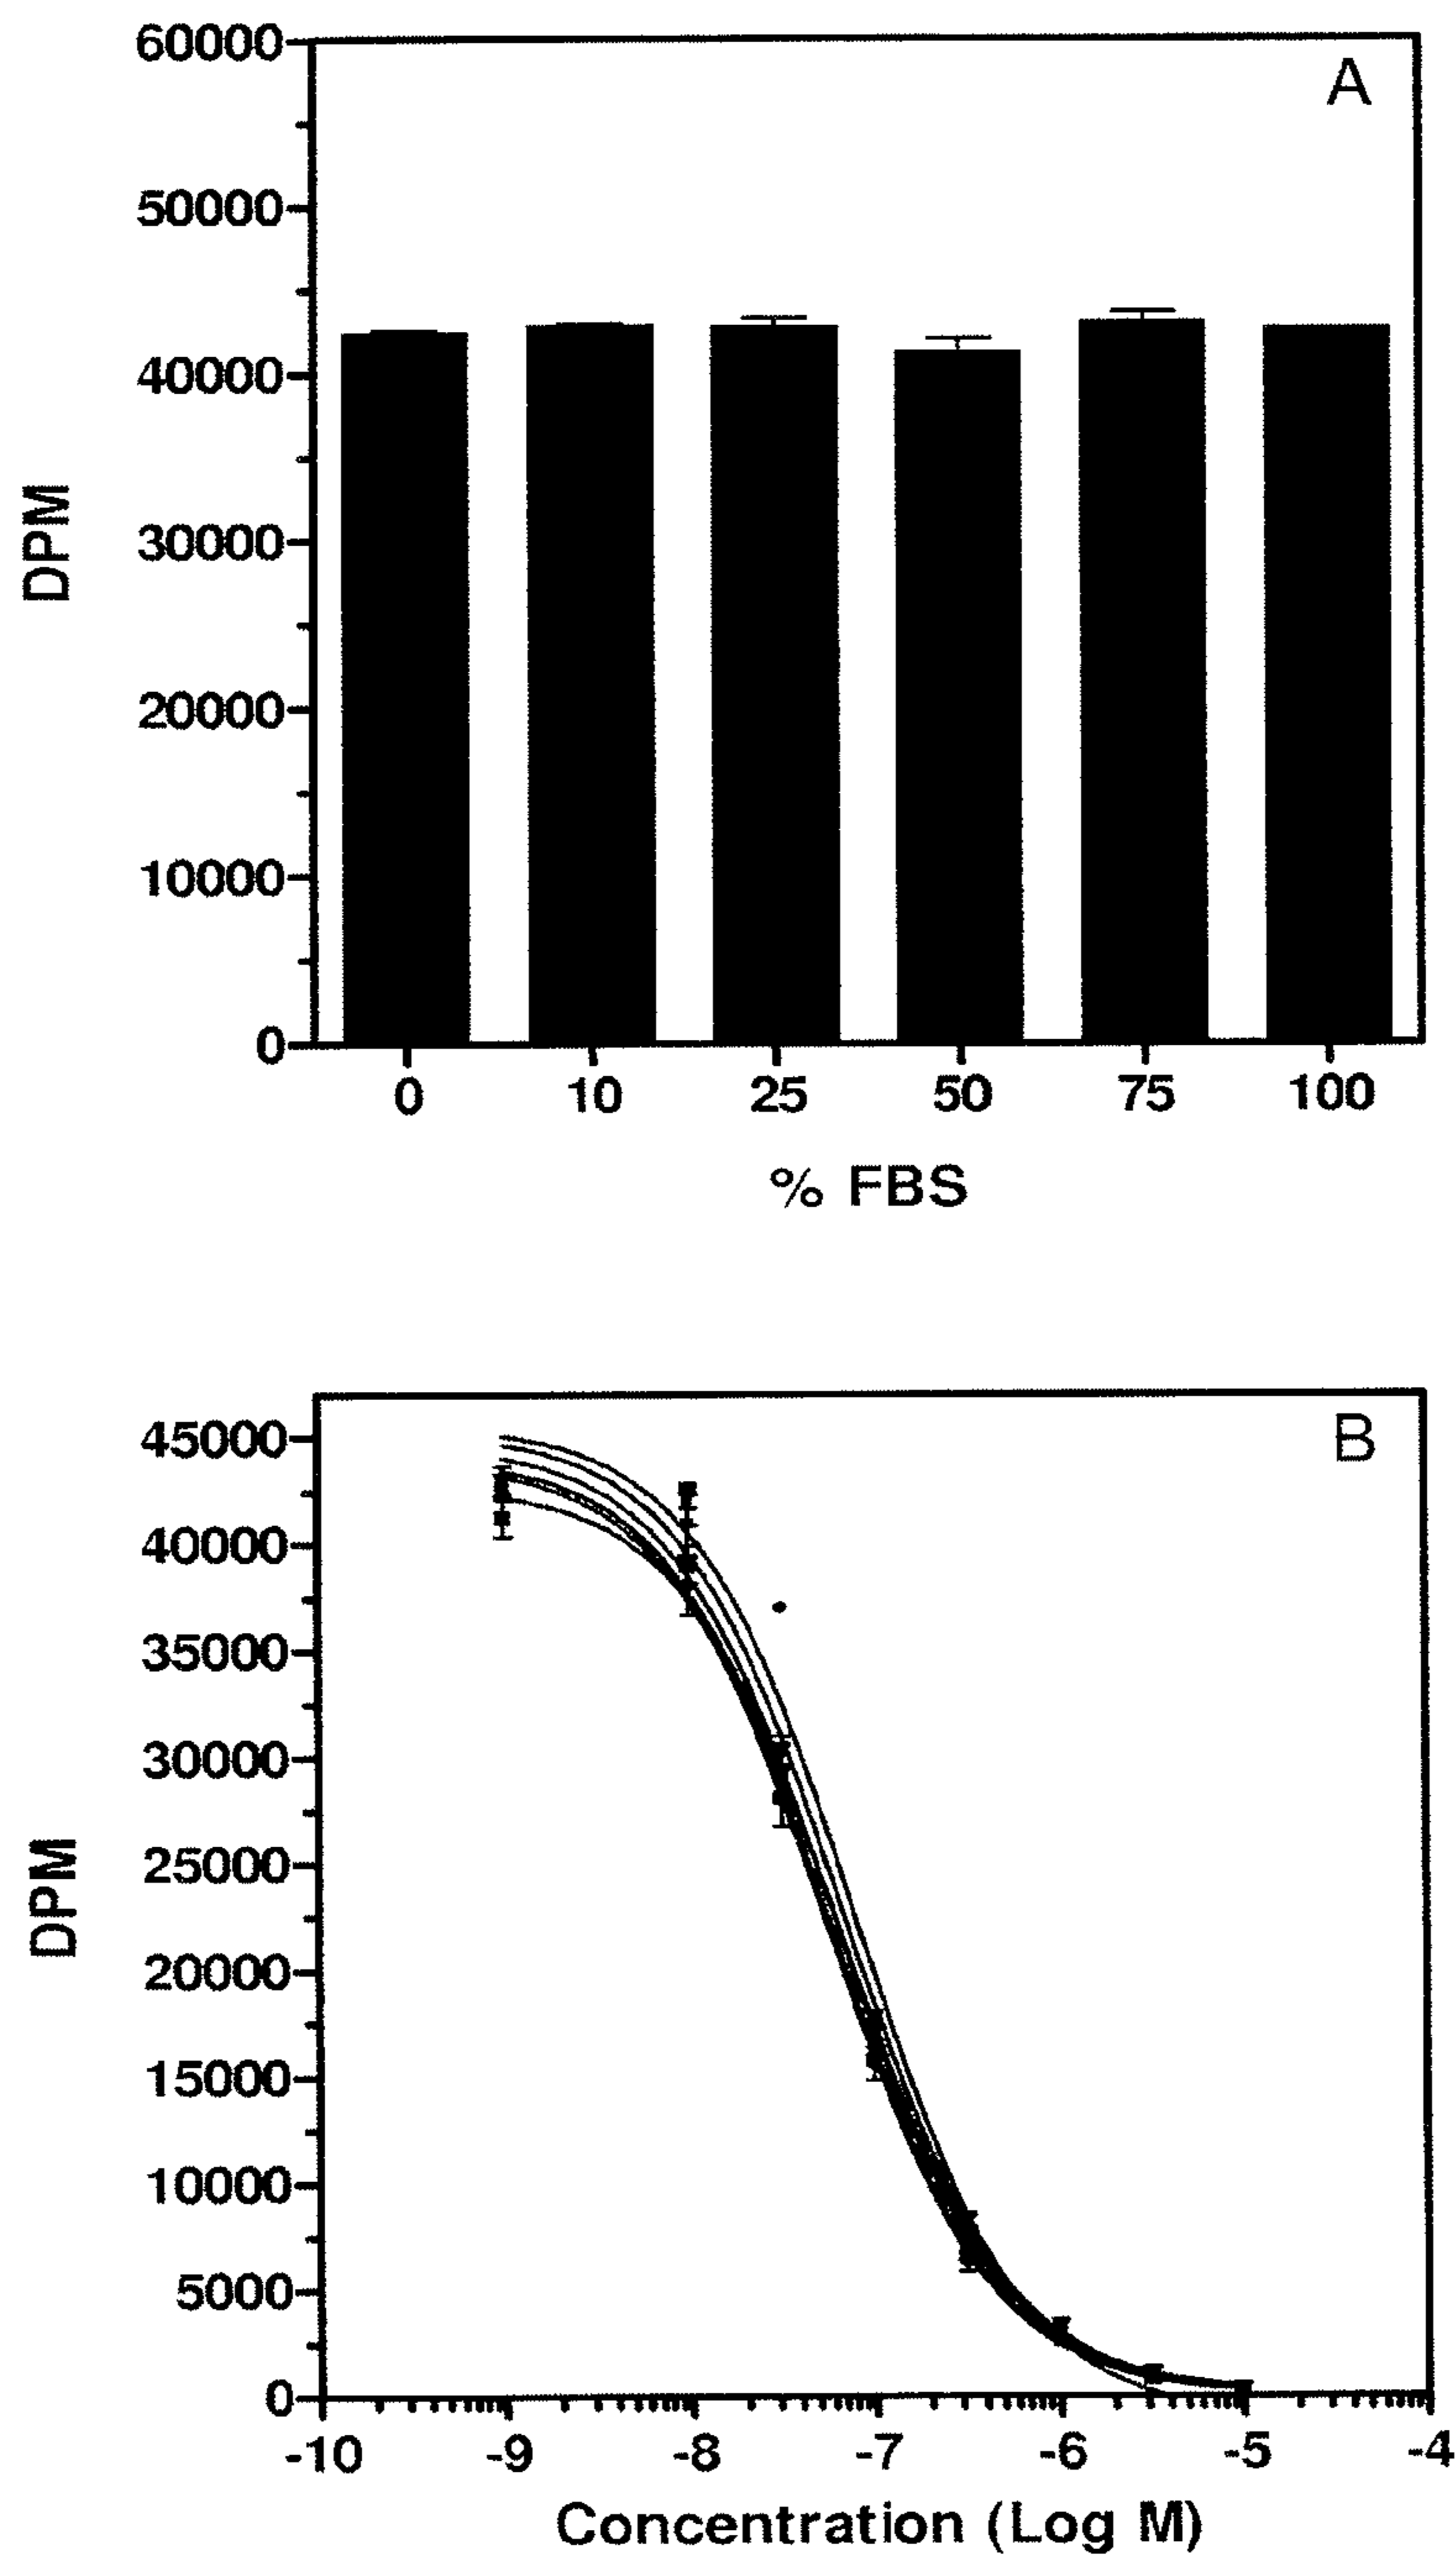 60000
A
50000
40000
30000
20000
10000
0
DPM
0 10 25 50 75 100
% FBS
B
45000
40000
35000
30000
25000
20000
15000
10000
5000
0
DPM
-10 -9 -8 -7 -6 -5 -4
Concentration (Log M)